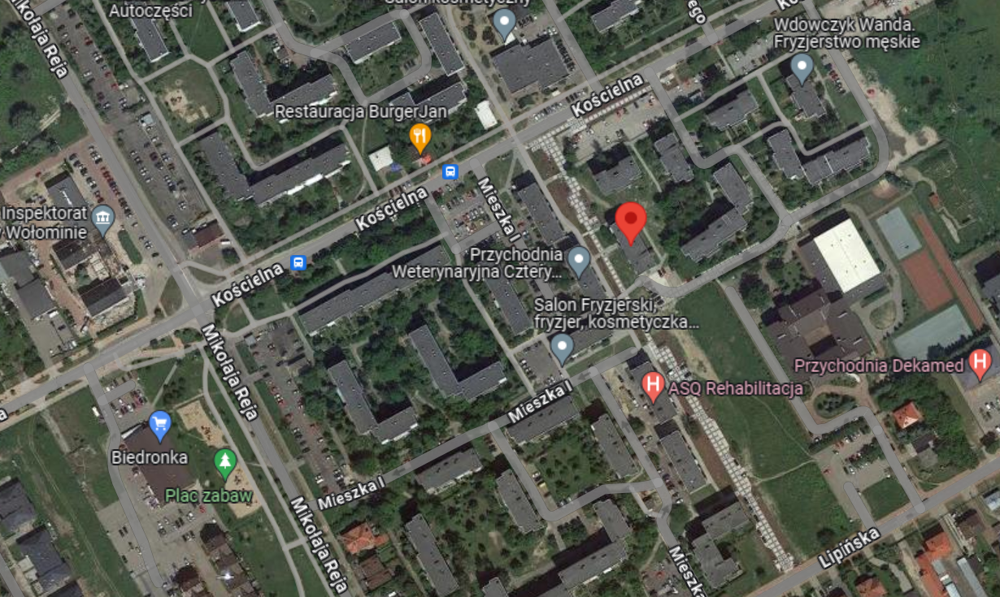 Autoczęści
Salon kosmetyczny
Mikołaja Reja
ego
Wdowczyk Wanda.
Fryzjerstwo męskie
Kościelna
Restauracja BurgerJan
Kościelna
Mieszka I
Inspektorat
Wołominie
Przychodnia
Weterynaryjna Cztery...
Kościelna
Salon Fryzjerski,
fryzjer, kosmetyczka...
Mikołaja Reja
Przychodnia Dekamed
H
H
ASQ Rehabilitacja
Mieszka I
Biedronka
Plac zabaw
Mieszka I
Mikołaja Reja
Lipińska
Mieszka